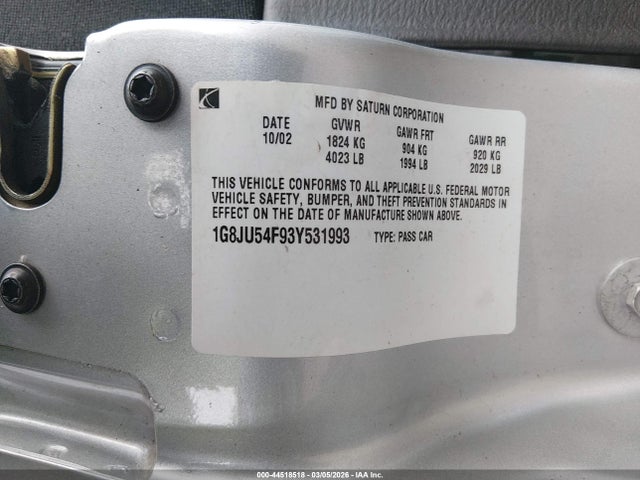 MFD BY SATURN CORPORATION
DATE GVWR GAWR FRT GAWR RR
10/02 1824 KG 904 KG 920 KG
4023 LB 1994 LB 2029 LB
THIS VEHICLE CONFORMS TO ALL APPLICABLE U.S. FEDERAL MOTOR
VEHICLE SAFETY, BUMPER, AND THEFT PREVENTION STANDARDS IN
EFFECT ON THE DATE OF MANUFACTURE SHOWN ABOVE.
1G8JU54F93Y531993 TYPE: PASS CAR
000-44518518 - 03/05/2026 - IAA Inc.